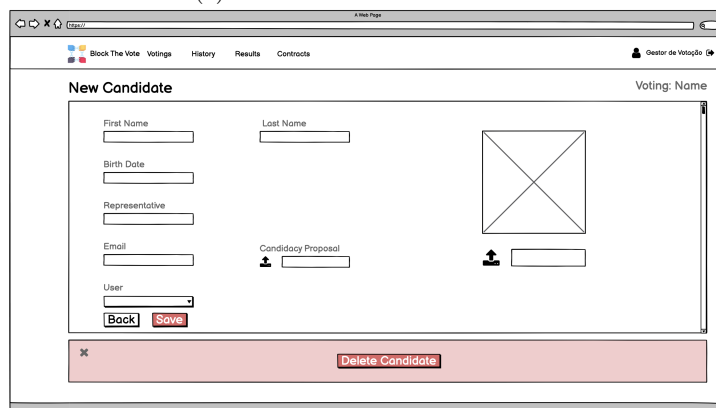 A Web Page
https://
Block The Vote Votings History Results Contracts Gestor de Votação
New Candidate Voting: Name
First Name Last Name
Birth Date
Representative
Email Candidacy Proposal
User
Back Save
Delete Candidate